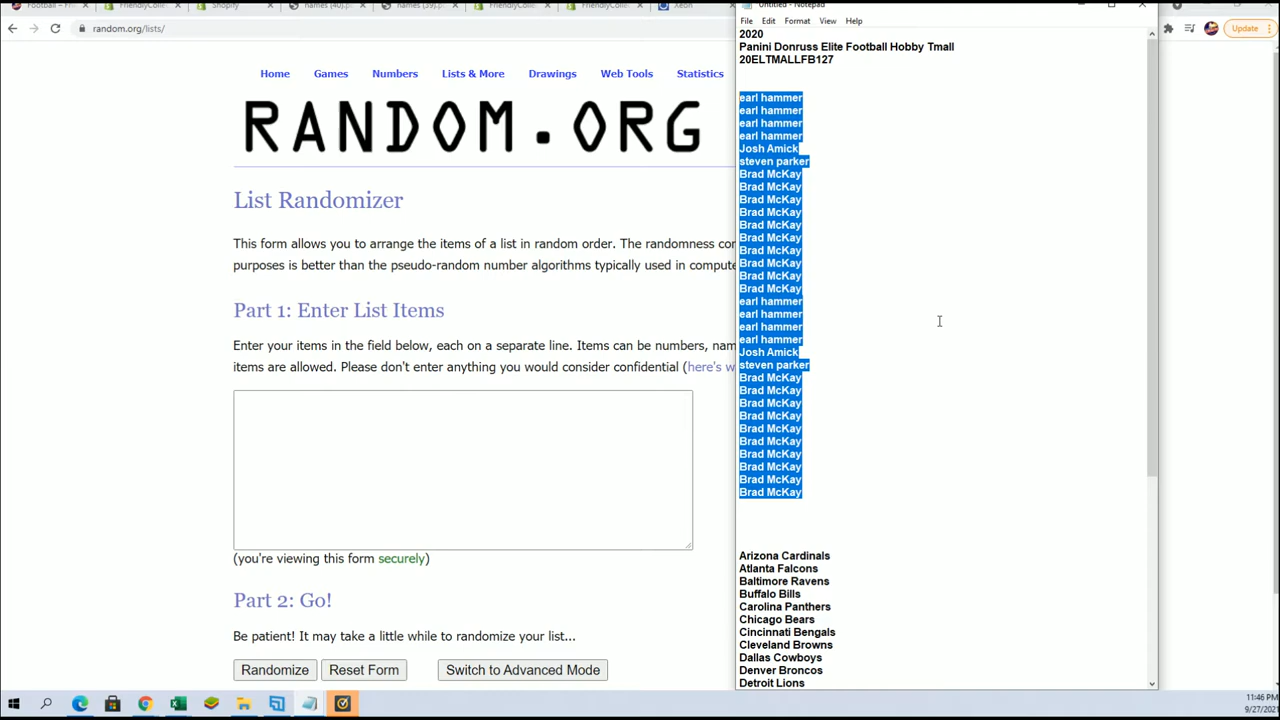 Untitled - Notepad
random.org/lists/
Update
File Edit Format View Help
Home Games Numbers Lists & More Drawings Web Tools Statistics
RANDOM.ORG
List Randomizer
This form allows you to arrange the items of a list in random order. The randomness
purposes is better than the pseudo-random number algorithms typically used in
Part 1: Enter List Items
Enter your items in the field below, each on a separate line. Items can be numbers,
items are allowed. Please don't enter anything you would consider confidential (here's
(you're viewing this form securely)
Part 2: Go!
Be patient! It may take a little while to randomize your list...
Randomize Reset Form Switch to Advanced Mode
2020
Panini Donruss Elite Football Hobby Tmall
20ELTMALLFB127
earl hammer
earl hammer
earl hammer
earl hammer
Josh Amick
steven parker
Brad McKay
Brad McKay
Brad McKay
Brad McKay
Brad McKay
Brad McKay
Brad McKay
Brad McKay
Brad McKay
Brad McKay
earl hammer
earl hammer
earl hammer
earl hammer
Josh Amick
steven parker
Brad McKay
Brad McKay
Brad McKay
Brad McKay
Brad McKay
Brad McKay
Brad McKay
Brad McKay
Brad McKay
Brad McKay
Arizona Cardinals
Atlanta Falcons
Baltimore Ravens
Buffalo Bills
Carolina Panthers
Chicago Bears
Cincinnati Bengals
Cleveland Browns
Dallas Cowboys
Denver Broncos
Detroit Lions
11:46 PM